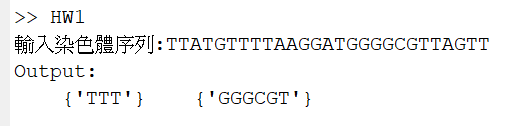 >> HW1
輸入染色體序列:TTATGTTTTAAGGATGGGGCGTTAGTT
Output:
{'TTT'}    {'GGGCGT'}